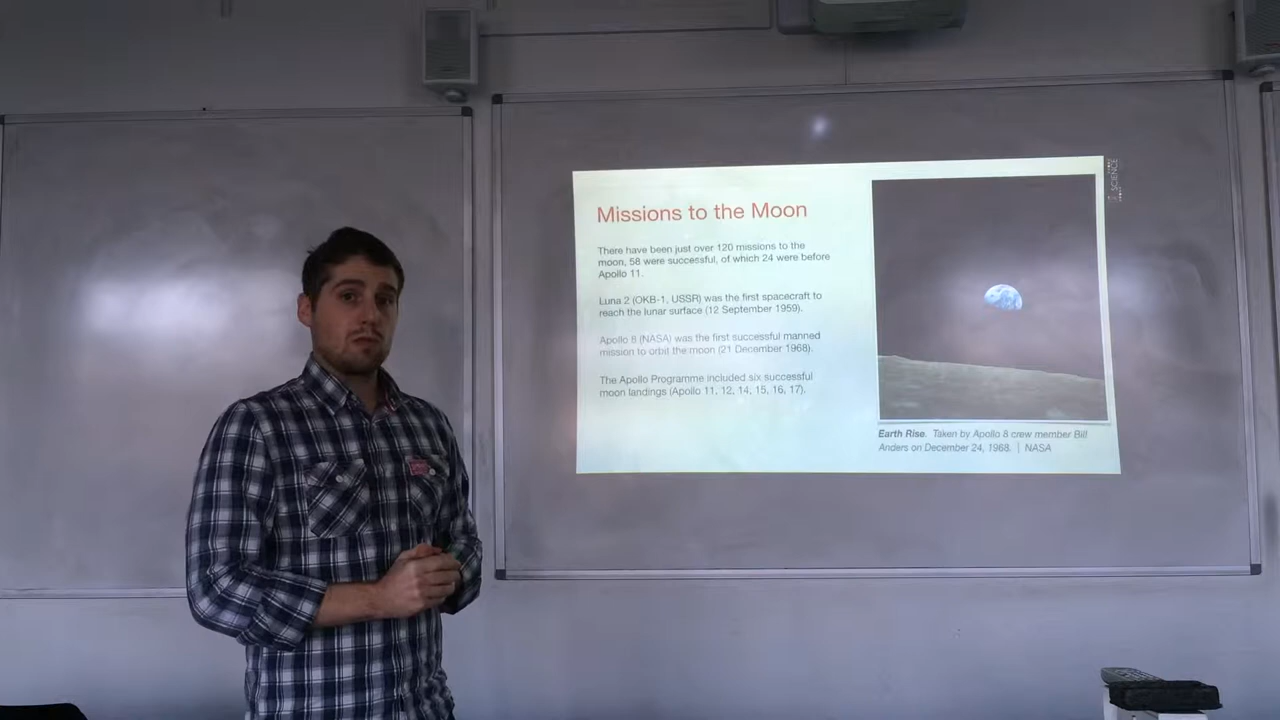 Missions to the Moon
There have been just over 120 missions to the
moon, 58 were successful, of which 24 were before
Apollo 11.
Luna 2 (OKB-1, USSR) was the first spacecraft to
reach the lunar surface (12 September 1959).
Apollo 8 (NASA) was the first successful manned
mission to orbit the moon (21 December 1968).
The Apollo Programme included six successful
moon landings (Apollo 11, 12, 14, 15, 16, 17).
Earth Rise. Taken by Apollo 8 crew member Bill
Anders on December 24, 1968. | NASA
SCIENCE